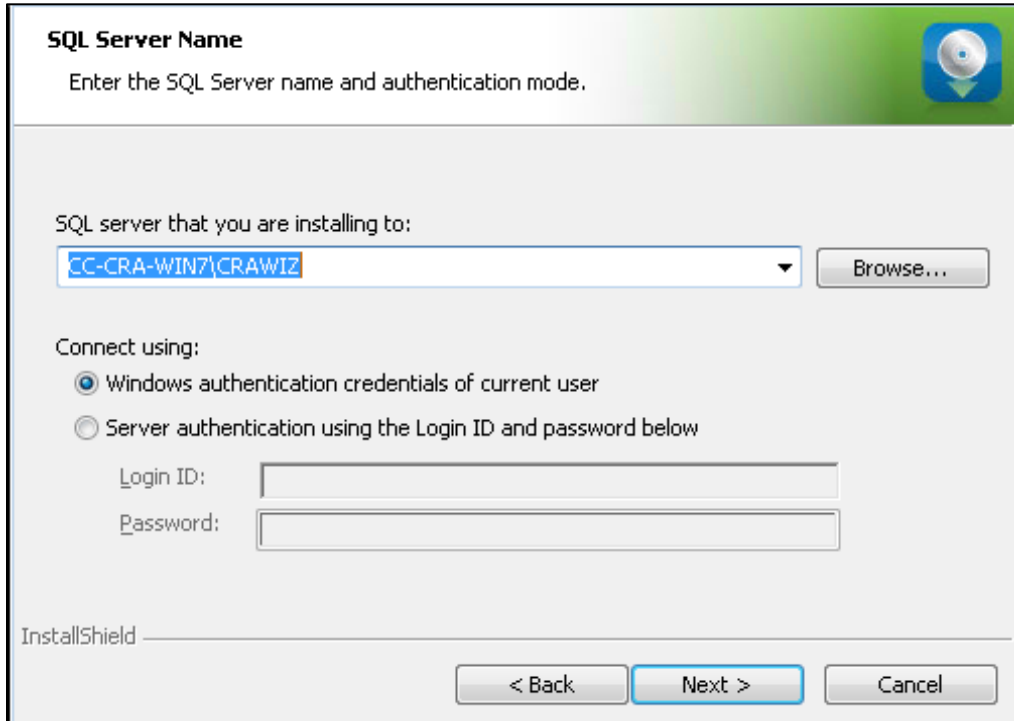 SQL Server Name
Enter the SQL Server name and authentication mode.
SQL server that you are installing to:
CC-CRA-WIN7\CRAWIZ
Browse...
Connect using:
Windows authentication credentials of current user
Server authentication using the Login ID and password below
Login ID:
Password:
InstallShield
< Back
Next >
Cancel